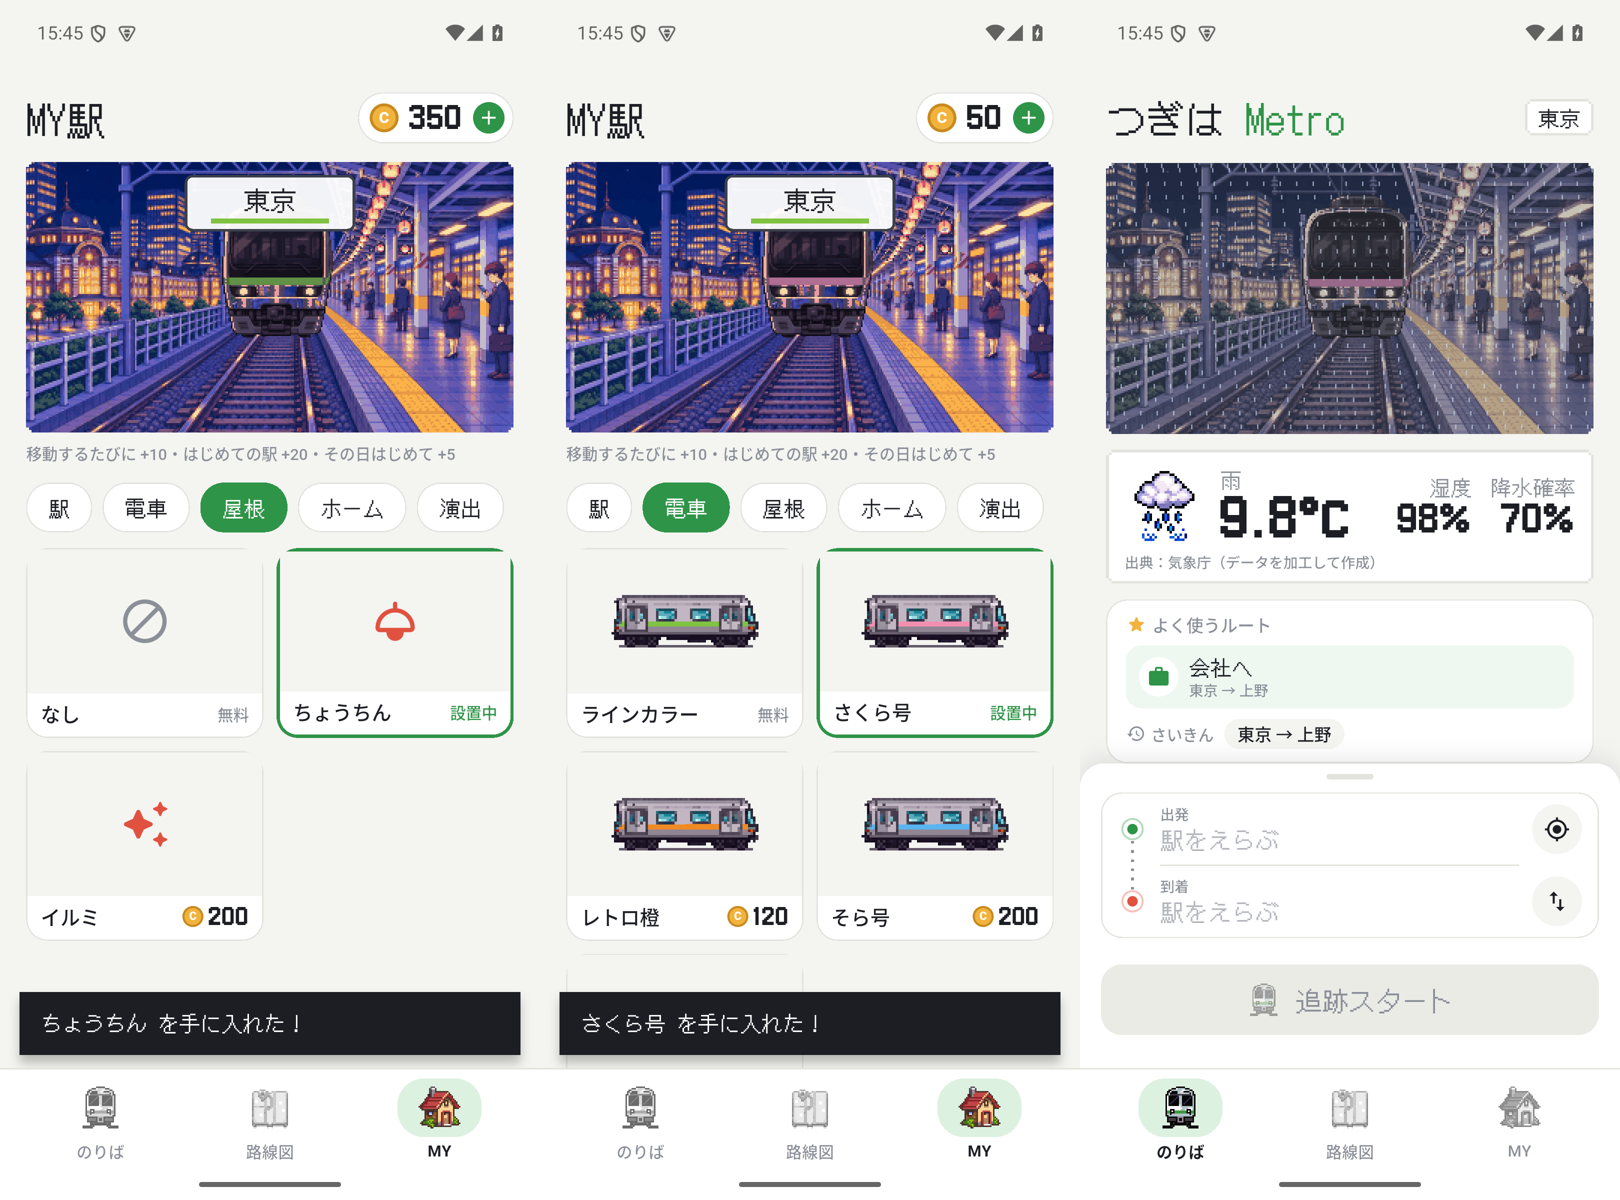 15:45
MY駅
C 350 +
東京
移動するたびに +10・はじめての駅 +20・その日はじめて +5
駅 電車 屋根 ホーム 演出
なし 無料
ちょうちん 設置中
イルミ C 200
ちょうちん を手に入れた！
のりば 路線図 MY
15:45
MY駅
C 50 +
東京
移動するたびに +10・はじめての駅 +20・その日はじめて +5
駅 電車 屋根 ホーム 演出
ラインカラー 無料
さくら号 設置中
レトロ橙 C 120
そら号 C 200
さくら号 を手に入れた！
のりば 路線図 MY
15:45
つぎは Metro
東京
雨
9.8°C
湿度 降水確率
98% 70%
出典：気象庁（データを加工して作成）
よく使うルート
会社へ
東京→上野
さいきん 東京→上野
出発
駅をえらぶ
到着
駅をえらぶ
追跡スタート
のりば 路線図 MY